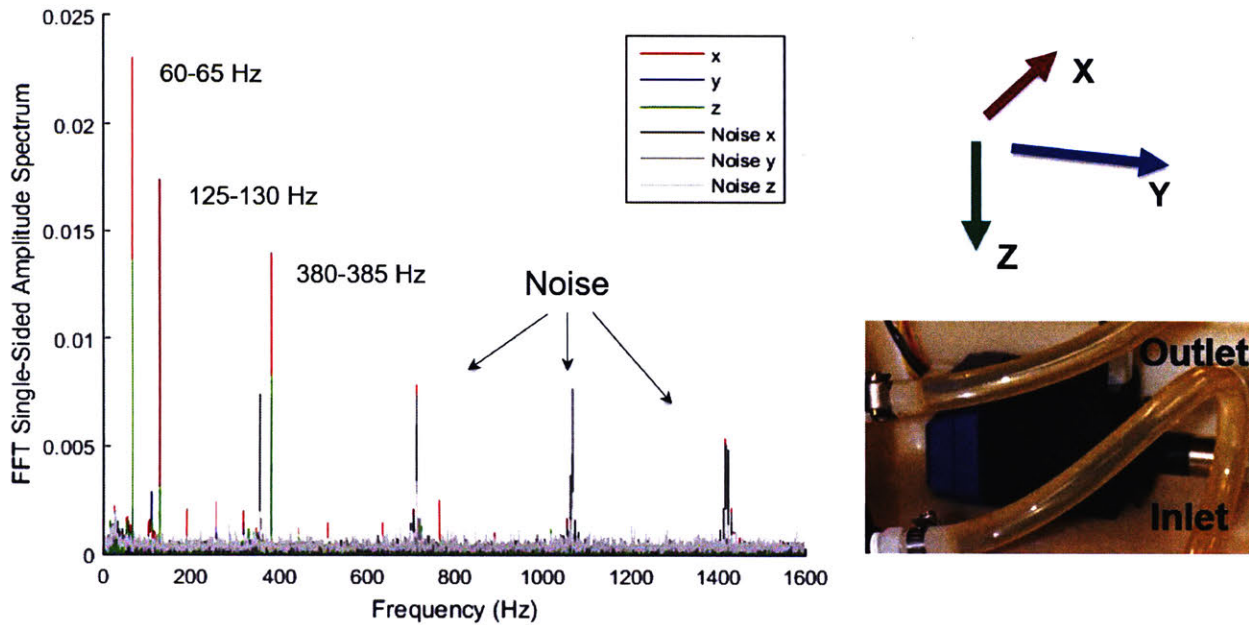 FFT Single-Sided Amplitude Spectrum
0.025
0.02
0.015
0.01
0.005
0
60-65 Hz
125-130 Hz
380-385 Hz
Noise
x
y
z
Noise x
Noise y
Noise z
0 200 400 600 800 1000 1200 1400 1600
Frequency (Hz)
X
Y
Z
Outlet
Inlet